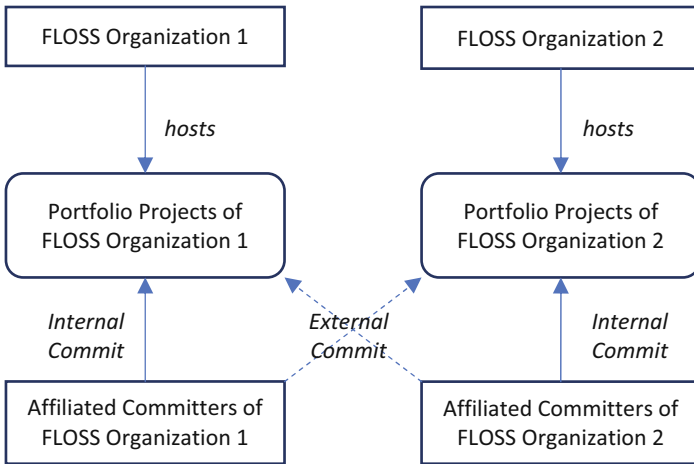 FLOSS Organization 1
FLOSS Organization 2
hosts
hosts
Portfolio Projects of
FLOSS Organization 1
Portfolio Projects of
FLOSS Organization 2
Internal
Commit
External
Commit
Internal
Commit
Affiliated Committers of
FLOSS Organization 1
Affiliated Committers of
FLOSS Organization 2